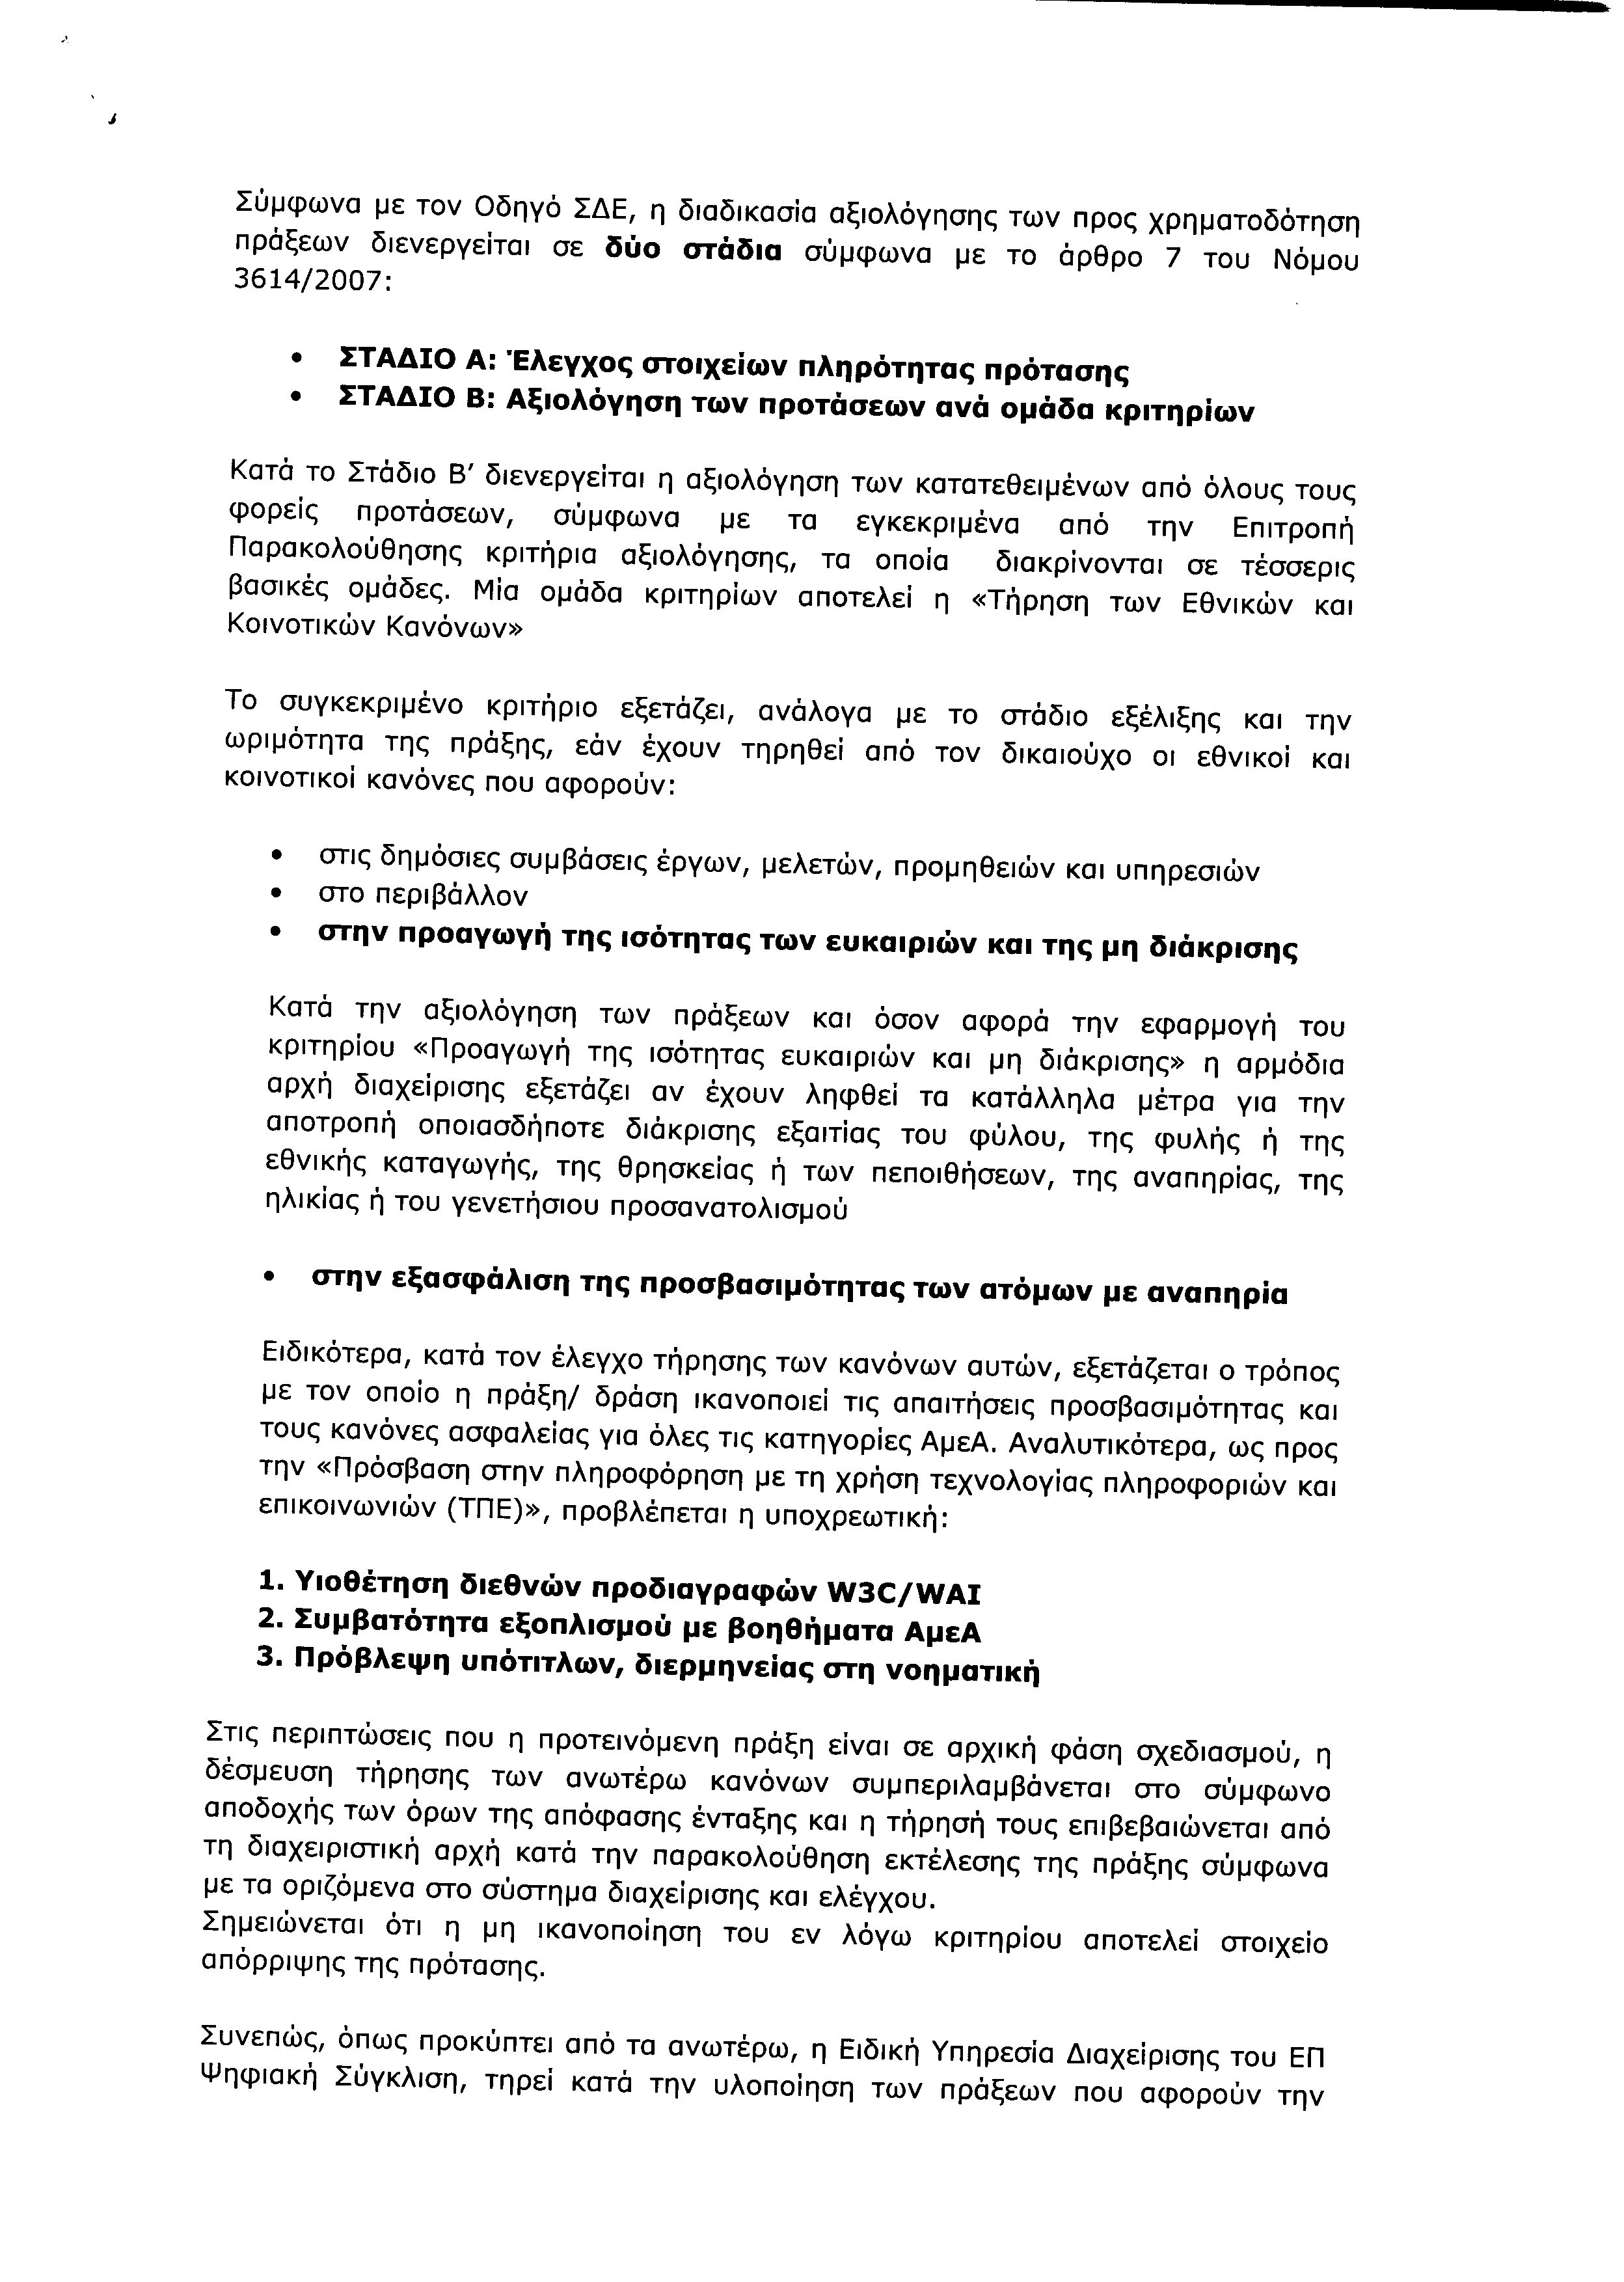 Σύμφωνα με τον Οδηγό ΣΔΕ, η διαδικασία αξιολόγησης των προς χρηματοδότηση
πράξεων διενεργείται σε δύο στάδια σύμφωνα με το άρθρο 7 του Νόμου
3614/2007:
• ΣΤΑΔΙΟ Α: Έλεγχος στοιχείων πληρότητας πρότασης
• ΣΤΑΔΙΟ Β: Αξιολόγηση των προτάσεων ανά ομάδα κριτηρίων
Κατά το Στάδιο Β’ διενεργείται η αξιολόγηση των κατατεθειμένων από όλους τους
φορείς προτάσεων, σύμφωνα με τα εγκεκριμένα από την Επιτροπή
Παρακολούθησης κριτήρια αξιολόγησης, τα οποία διακρίνονται σε τέσσερις
βασικές ομάδες. Μία ομάδα κριτηρίων αποτελεί η «Τήρηση των Εθνικών και
Κοινοτικών Κανόνων»
Το συγκεκριμένο κριτήριο εξετάζει, ανάλογα με το στάδιο εξέλιξης και την
ωριμότητα της πράξης, εάν έχουν τηρηθεί από τον δικαιούχο οι εθνικοί και
κοινοτικοί κανόνες που αφορούν:
• στις δημόσιες συμβάσεις έργων, μελετών, προμηθειών και υπηρεσιών
• στο περιβάλλον
• στην προαγωγή της ισότητας των ευκαιριών και της μη διάκρισης
Κατά την αξιολόγηση των πράξεων και όσον αφορά την εφαρμογή του
κριτηρίου «Προαγωγή της ισότητας ευκαιριών και μη διάκρισης» η αρμόδια
αρχή διαχείρισης εξετάζει αν έχουν ληφθεί τα κατάλληλα μέτρα για την
αποτροπή οποιασδήποτε διάκρισης εξαιτίας του φύλου, της φυλής ή της
εθνικής καταγωγής, της θρησκείας ή των πεποιθήσεων, της αναπηρίας, της
ηλικίας ή του γενετήσιου προσανατολισμού
• στην εξασφάλιση της προσβασιμότητας των ατόμων με αναπηρία
Ειδικότερα, κατά τον έλεγχο τήρησης των κανόνων αυτών, εξετάζεται ο τρόπος
με τον οποίο η πράξη/ δράση ικανοποιεί τις απαιτήσεις προσβασιμότητας και
τους κανόνες ασφαλείας για όλες τις κατηγορίες ΑμεΑ. Αναλυτικότερα, ως προς
την «Πρόσβαση στην πληροφόρηση με τη χρήση τεχνολογίας πληροφοριών και
επικοινωνιών (ΤΠΕ)», προβλέπεται η υποχρεωτική:
1. Υιοθέτηση διεθνών προδιαγραφών W3C/WAI
2. Συμβατότητα εξοπλισμού με βοηθήματα ΑμεΑ
3. Πρόβλεψη υπότιτλων, διερμηνείας στη νοηματική
Στις περιπτώσεις που η προτεινόμενη πράξη είναι σε αρχική φάση σχεδιασμού, η
δέσμευση τήρησης των ανωτέρω κανόνων συμπεριλαμβάνεται στο σύμφωνο
αποδοχής των όρων της απόφασης ένταξης και η τήρησή τους επιβεβαιώνεται από
τη διαχειριστική αρχή κατά την παρακολούθηση εκτέλεσης της πράξης σύμφωνα
με τα οριζόμενα στο σύστημα διαχείρισης και ελέγχου.
Σημειώνεται ότι η μη ικανοποίηση του εν λόγω κριτηρίου αποτελεί στοιχείο
απόρριψης της πρότασης.
Συνεπώς, όπως προκύπτει από τα ανωτέρω, η Ειδική Υπηρεσία Διαχείρισης του ΕΠ
Ψηφιακή Σύγκλιση, τηρεί κατά την υλοποίηση των πράξεων που αφορούν την